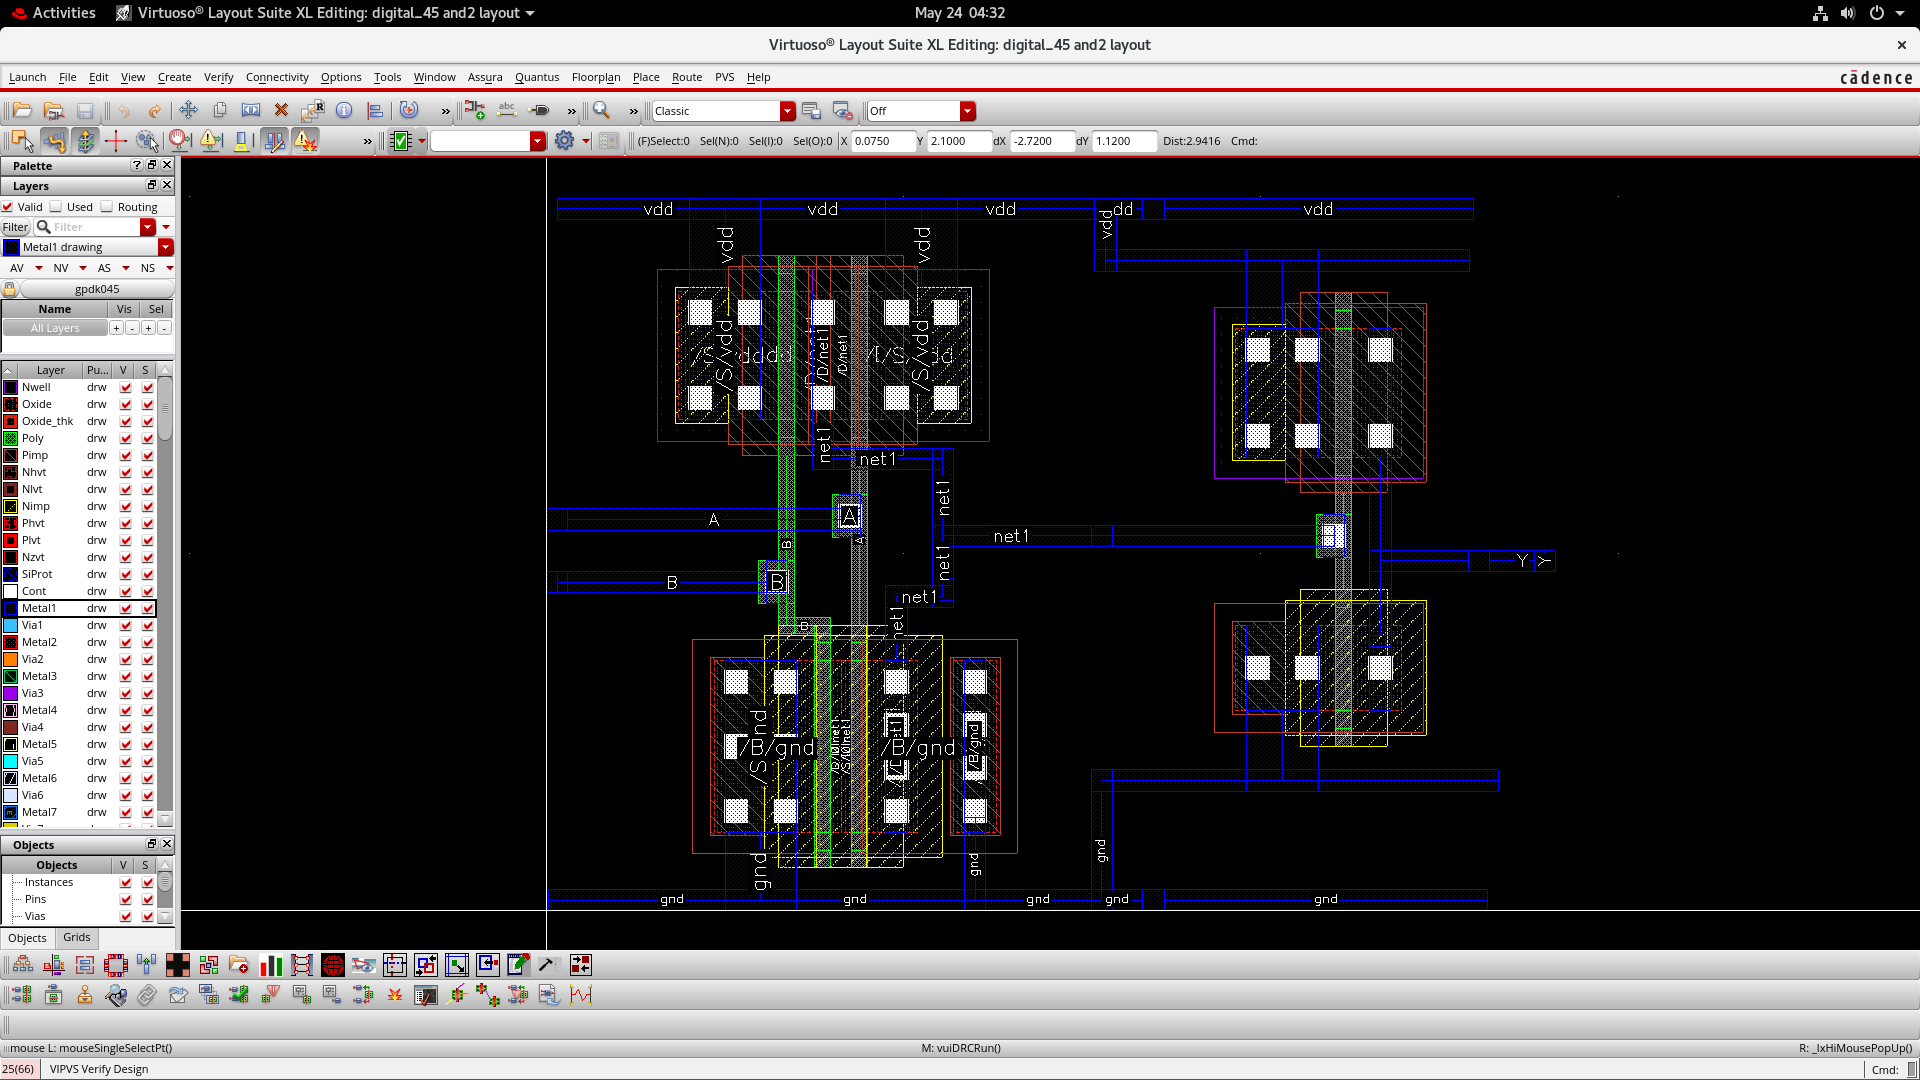 Activities
Virtuoso® Layout Suite XL Editing: digital_45 and2 layout
May 24 04:32
Virtuoso® Layout Suite XL Editing: digital_45 and2 layout
Launch File Edit View Create Verify Connectivity Options Tools Window Assura Quantus Floorplan Place Route PVS Help
cādence
Classic
Off
(F)Select:0 Sel(N):0 Sel(I):0 Sel(O):0 X 0.0750 Y 2.1000 dX -2.7200 dY 1.1200 Dist:2.9416 Cmd:
Palette
Layers
Valid Used Routing
Filter Filter
Metal1 drawing
AV NV AS NS
gpdk045
Name Vis Sel
All Layers + - + -
Layer Pu... V S
Nwell drw
Oxide drw
Oxide_thk drw
Poly drw
Pimp drw
Nhvt drw
Nlvt drw
Nimp drw
Phvt drw
Plvt drw
Nzvt drw
SiProt drw
Cont drw
Metal1 drw
Via1 drw
Metal2 drw
Via2 drw
Metal3 drw
Via3 drw
Metal4 drw
Via4 drw
Metal5 drw
Via5 drw
Metal6 drw
Via6 drw
Metal7 drw
Objects
Objects V S
Instances
Pins
Vias
Objects Grids
vdd vdd vdd vdd
vdd vdd vdd
/S/vdd /D/net1 /D/net1 /S/vdd
net1 net1
net1
A A
A
B
net1
net1
B B
net1
net1
B
Y Y
/S/gnd /B/gnd /B/gnd /B/gnd
gnd gnd gnd
gnd gnd gnd gnd gnd
mouse L: mouseSingleSelectPt()
M: vuiDRCRun()
R: _lxHiMousePopUp()
25(66) VIPVS Verify Design
Cmd: